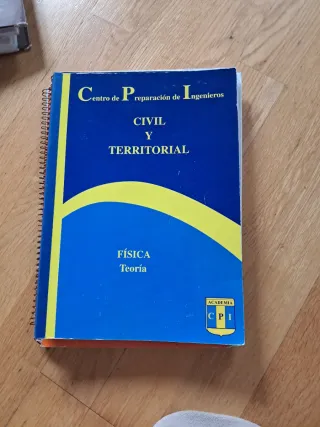 Centro de Preparación de Ingenieros
CIVIL
Y
TERRITORIAL
FÍSICA
Teoría
ACADEMIA
CPI